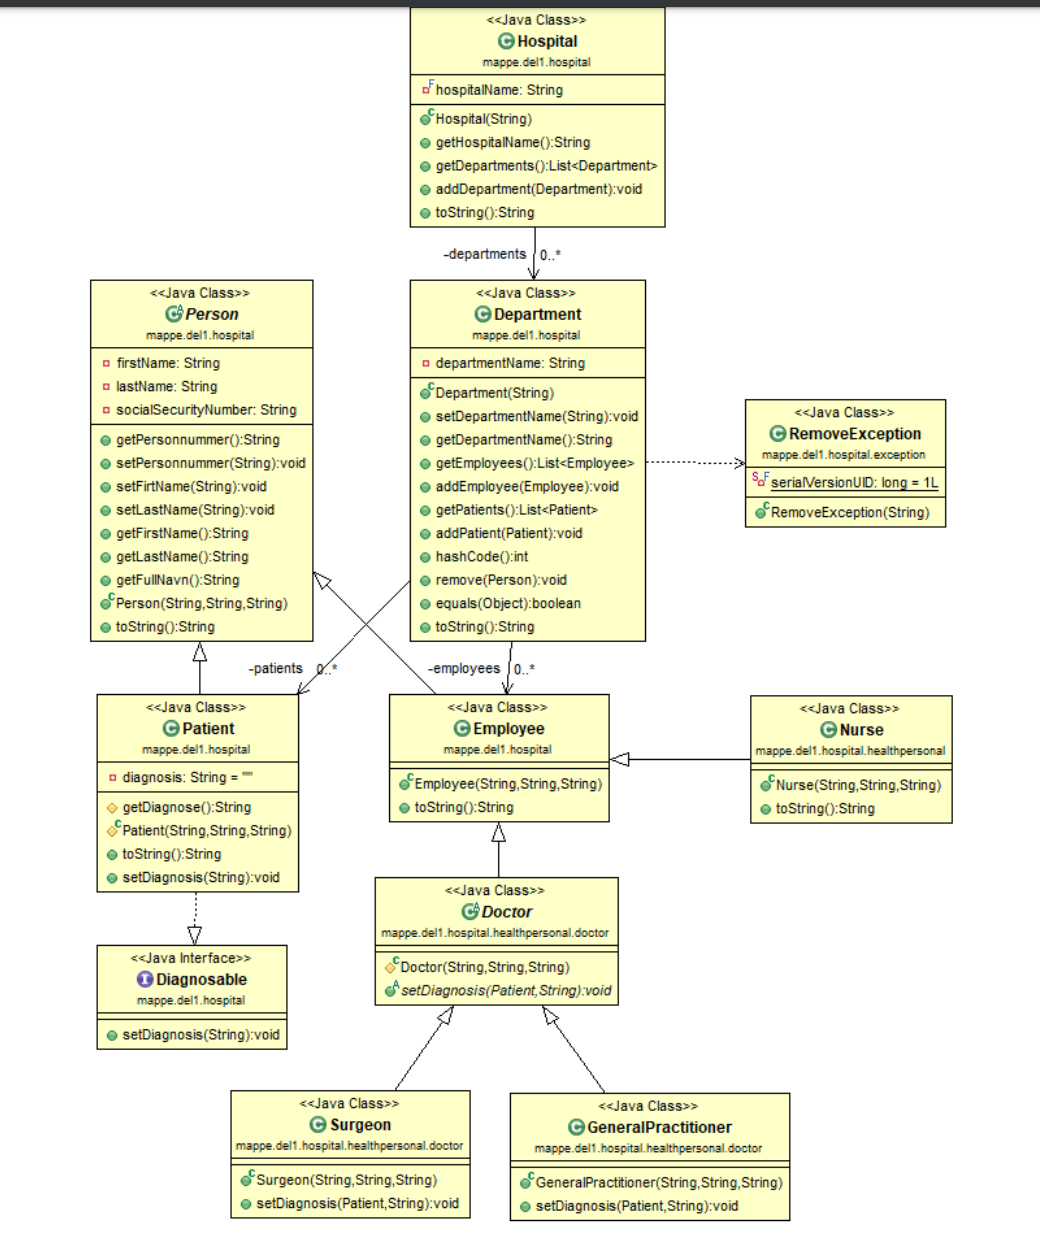 <<Java Class>>
Hospital
mappe.del1.hospital
hospitalName: String
Hospital(String)
getHospitalName():String
getDepartments():List<Department>
addDepartment(Department):void
toString():String
-departments 0..*
<<Java Class>>
Person
mappe.del1.hospital
firstName: String
lastName: String
socialSecurityNumber: String
getPersonnummer():String
setPersonnummer(String):void
setFirtName(String):void
setLastName(String):void
getFirstName():String
getLastName():String
getFullNavn():String
Person(String,String,String)
toString():String
<<Java Class>>
Department
mappe.del1.hospital
departmentName: String
Department(String)
setDepartmentName(String):void
getDepartmentName():String
getEmployees():List<Employee>
addEmployee(Employee):void
getPatients():List<Patient>
addPatient(Patient):void
hashCode():int
remove(Person):void
equals(Object):boolean
toString():String
<<Java Class>>
RemoveException
mappe.del1.hospital.exception
serialVersionUID: long = 1L
RemoveException(String)
-patients 0..*
-employees 0..*
<<Java Class>>
Patient
mappe.del1.hospital
diagnosis: String = ""
getDiagnose():String
Patient(String,String,String)
toString():String
setDiagnosis(String):void
<<Java Class>>
Employee
mappe.del1.hospital
Employee(String,String,String)
toString():String
<<Java Class>>
Nurse
mappe.del1.hospital.healthpersonal
Nurse(String,String,String)
toString():String
<<Java Interface>>
Diagnosable
mappe.del1.hospital
setDiagnosis(String):void
<<Java Class>>
Doctor
mappe.del1.hospital.healthpersonal.doctor
Doctor(String,String,String)
setDiagnosis(Patient,String):void
<<Java Class>>
Surgeon
mappe.del1.hospital.healthpersonal.doctor
Surgeon(String,String,String)
setDiagnosis(Patient,String):void
<<Java Class>>
GeneralPractitioner
mappe.del1.hospital.healthpersonal.doctor
GeneralPractitioner(String,String,String)
setDiagnosis(Patient,String):void